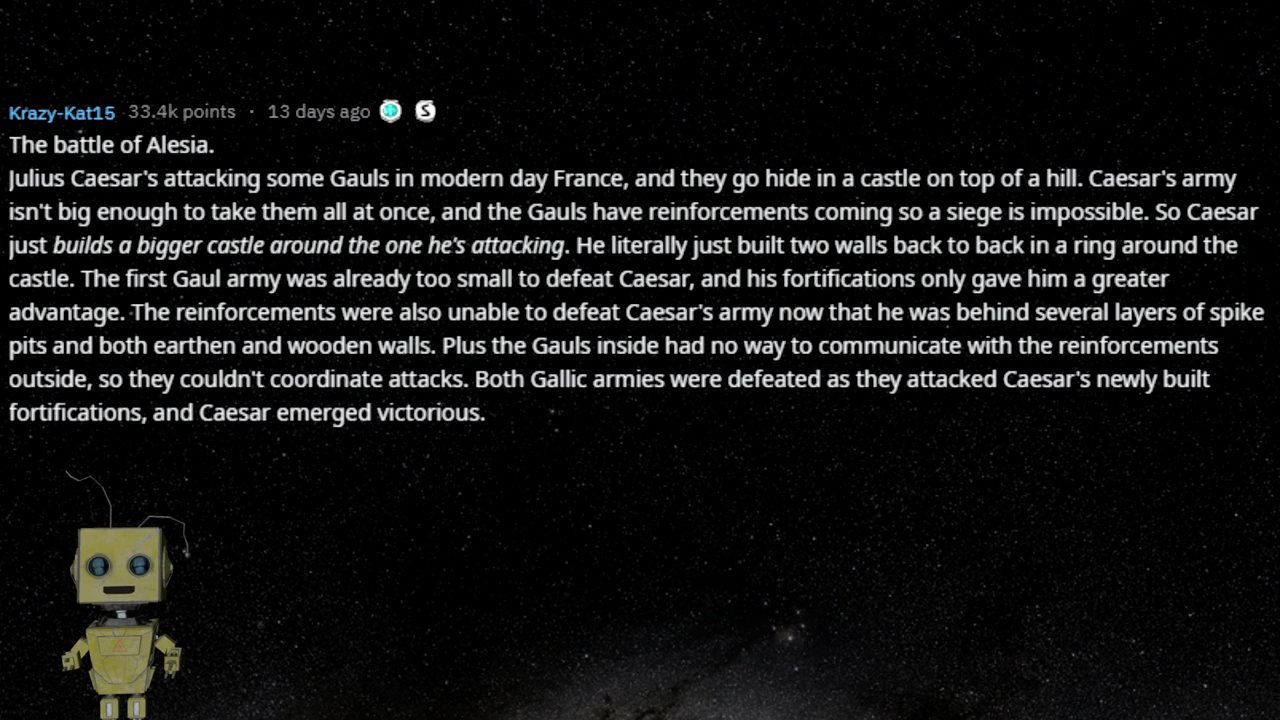 Krazy-Kat15 33.4k points · 13 days ago S
The battle of Alesia.
Julius Caesar's attacking some Gauls in modern day France, and they go hide in a castle on top of a hill. Caesar's army
isn't big enough to take them all at once, and the Gauls have reinforcements coming so a siege is impossible. So Caesar
just builds a bigger castle around the one he's attacking. He literally just built two walls back to back in a ring around the
castle. The first Gaul army was already too small to defeat Caesar, and his fortifications only gave him a greater
advantage. The reinforcements were also unable to defeat Caesar's army now that he was behind several layers of spike
pits and both earthen and wooden walls. Plus the Gauls inside had no way to communicate with the reinforcements
outside, so they couldn't coordinate attacks. Both Gallic armies were defeated as they attacked Caesar's newly built
fortifications, and Caesar emerged victorious.